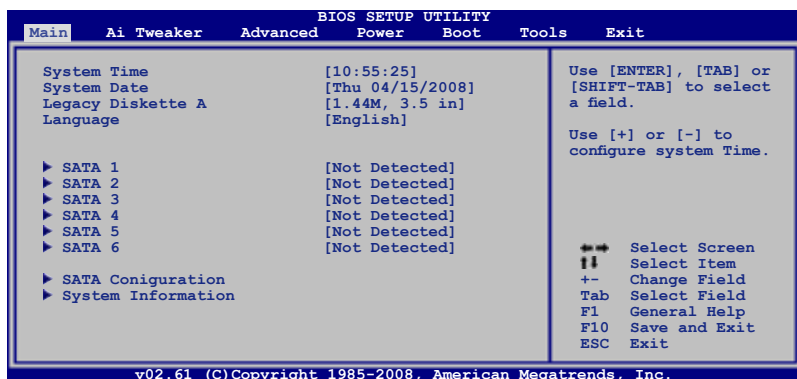 BIOS SETUP UTILITY
Main Ai Tweaker Advanced Power Boot Tools Exit
System Time [10:55:25]
System Date [Thu 04/15/2008]
Legacy Diskette A [1.44M, 3.5 in]
Language [English]
SATA 1 [Not Detected]
SATA 2 [Not Detected]
SATA 3 [Not Detected]
SATA 4 [Not Detected]
SATA 5 [Not Detected]
SATA 6 [Not Detected]
SATA Coniguration
System Information
Use [ENTER], [TAB] or
[SHIFT-TAB] to select
a field.
Use [+] or [-] to
configure system Time.
Select Screen
Select Item
+- Change Field
Tab Select Field
F1 General Help
F10 Save and Exit
ESC Exit
v02.61 (C)Copyright 1985-2008, American Megatrends, Inc.